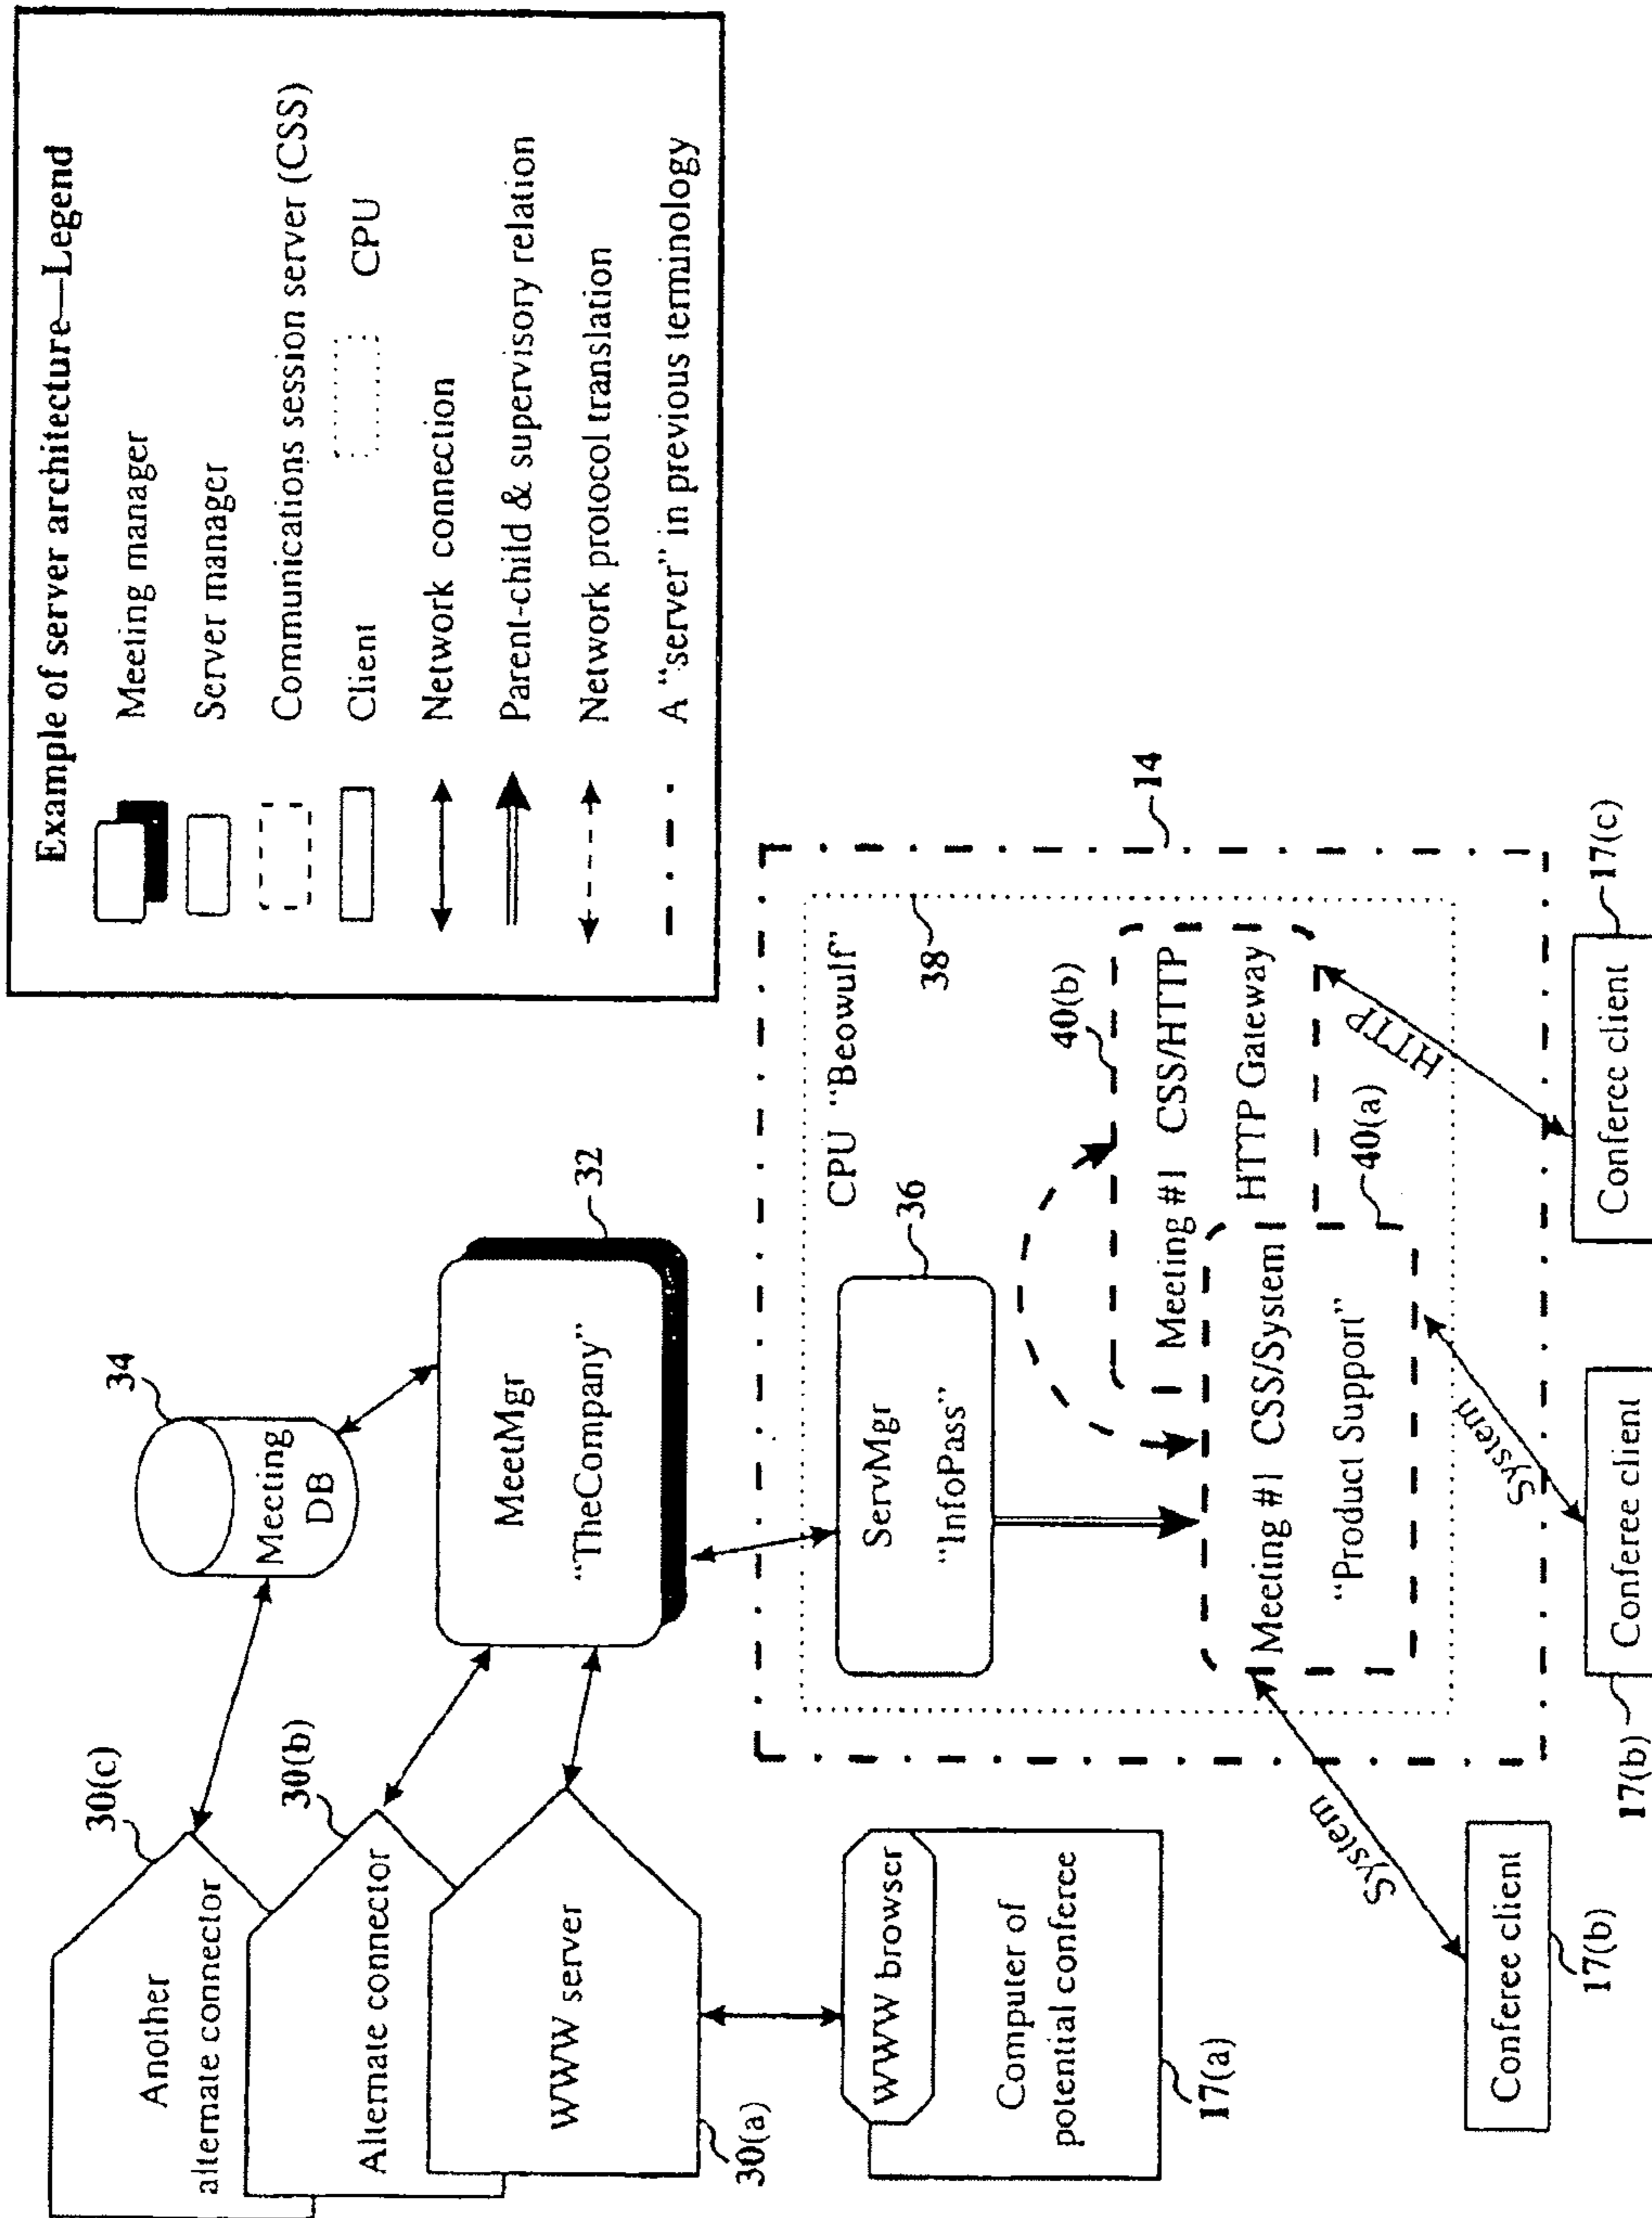 Example of server architecture—Legend
Meeting manager
Server manager
Communications session server (CSS)
Client
CPU
Network connection
Parent-child & supervisory relation
Network protocol translation
A "server" in previous terminology
30(c)
Another
alternate connector
30(b)
Alternate connector
WWW server
30(a)
34
Meeting
DB
MeetMgr
"TheCompany"
32
WWW browser
Computer of
potential conferee
17(a)
14
CPU "Beowulf"
38
ServMgr
"InfoPass"
36
40(b)
Meeting #1 CSS/HTTP
HTTP Gateway
Meeting #1 CSS/System
"Product Support"
40(a)
System
System
HTTP
Conferee client
17(b)
Conferee client
17(b)
Conferee client
17(c)